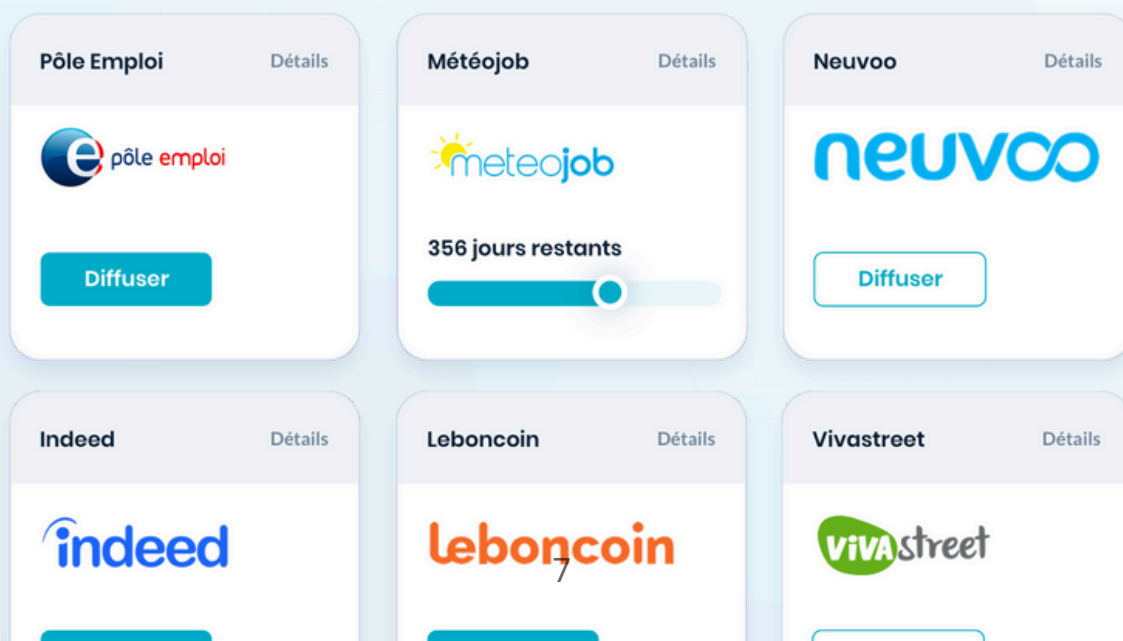 Pôle Emploi Détails
Météojob Détails
Neuvoo Détails
e pôle emploi
meteojob
neuvoo
356 jours restants
Diffuser
Diffuser
Indeed Détails
Leboncoin Détails
Vivastreet Détails
indeed
leboncoin
vivastreet
7